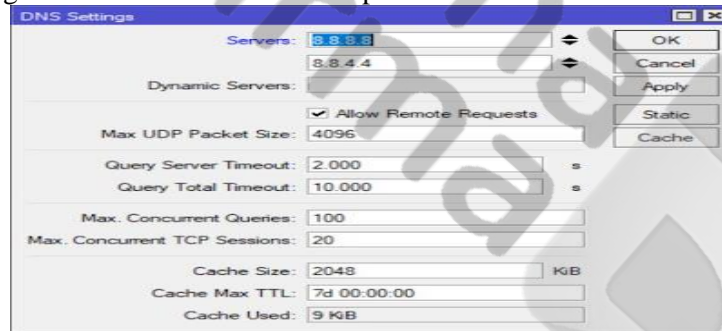 DNS Settings
Servers: 8.8.8.8
8.8.4.4
OK
Cancel
Dynamic Servers:
Apply
Allow Remote Requests
Static
Max UDP Packet Size: 4096
Cache
Query Server Timeout: 2.000 s
Query Total Timeout: 10.000 s
Max. Concurrent Queries: 100
Max. Concurrent TCP Sessions: 20
Cache Size: 2048 KiB
Cache Max TTL: 7d 00:00:00
Cache Used: 9 KiB